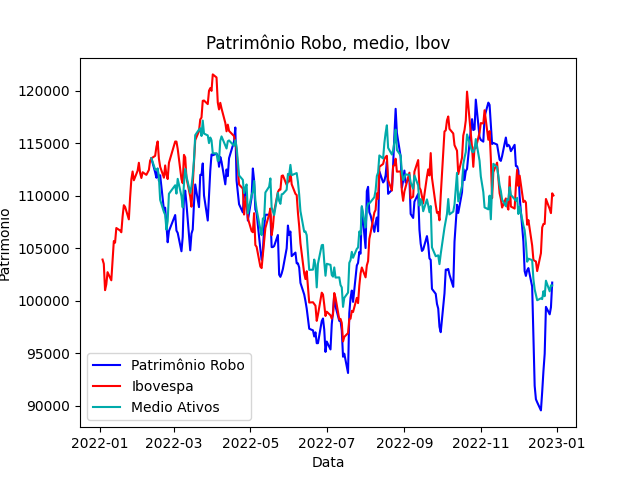 Patrimônio Robo, medio, Ibov
120000
115000
110000
105000
100000
95000
90000
Patrimonio
Patrimônio Robo
Ibovespa
Medio Ativos
2022-01 2022-03 2022-05 2022-07 2022-09 2022-11 2023-01
Data